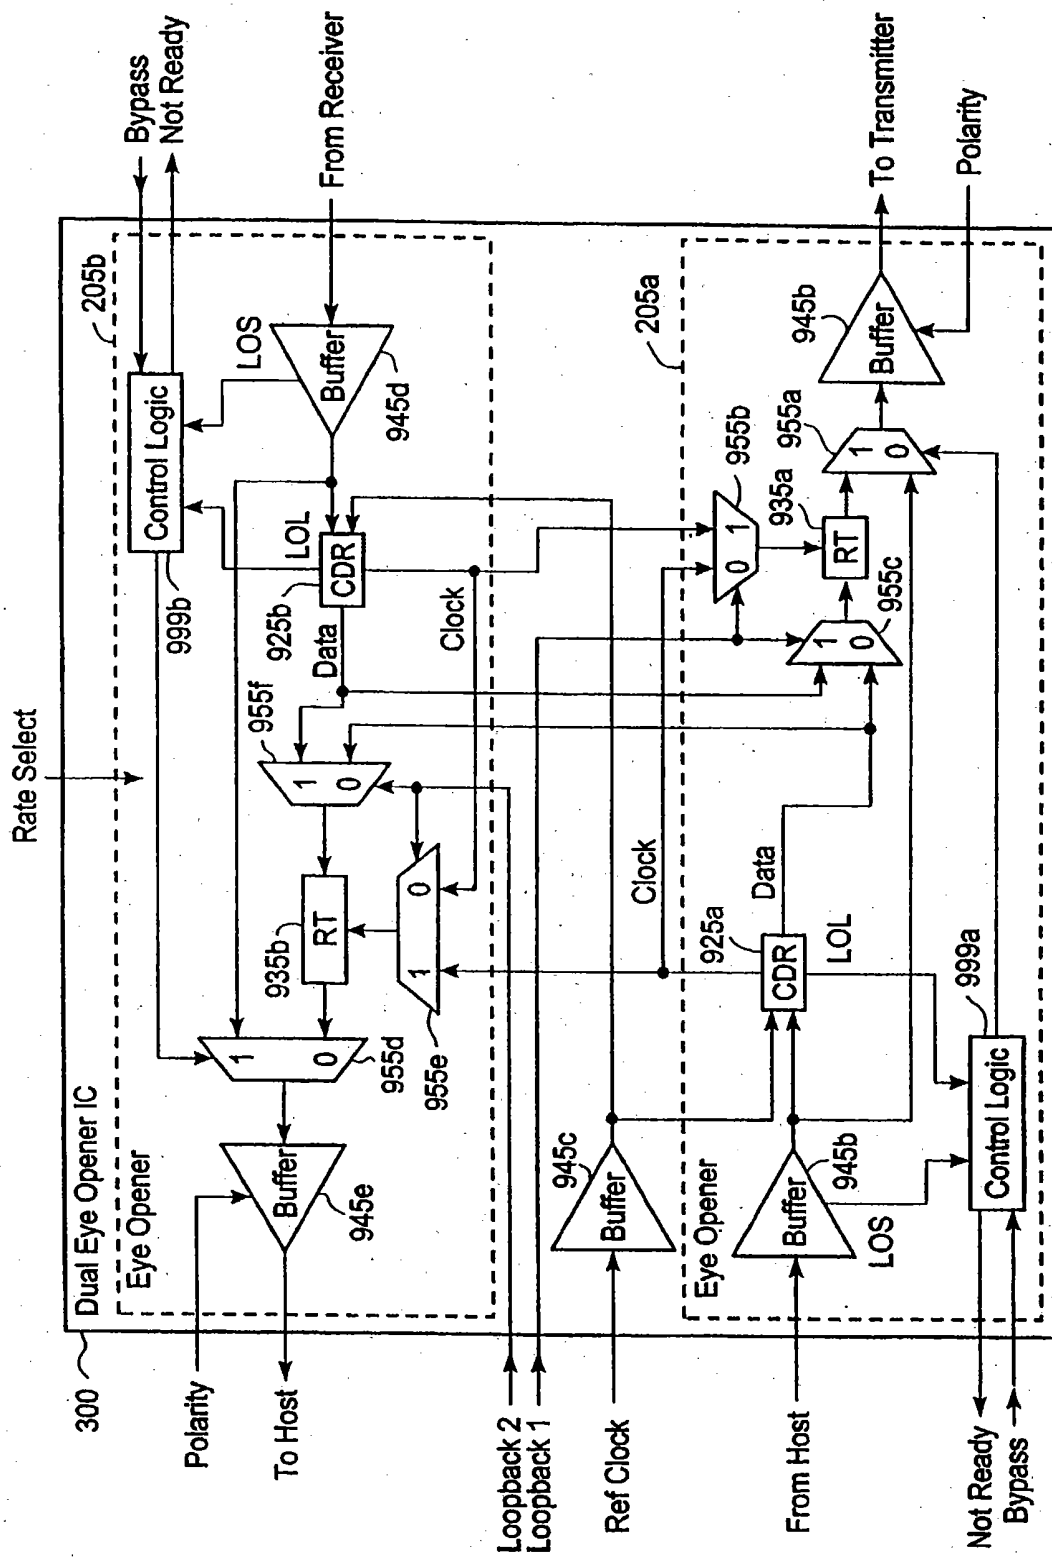 Rate Select
300
Dual Eye Opener IC
205b
Eye Opener
Bypass
Not Ready
Control Logic
999b
LOS
From Receiver
Buffer
945d
LOL
CDR
925b
Data
Clock
955f
1
0
RT
935b
0
1
955e
1
0
955d
Polarity
Buffer
945e
To Host
Loopback 2
Loopback 1
Ref Clock
Buffer
945c
205a
Eye Opener
From Host
Buffer
945b
LOS
CDR
925a
Clock
Data
LOL
Control Logic
999a
Not Ready
Bypass
0
1
955b
1
0
955c
RT
935a
1
0
955a
Buffer
945b
To Transmitter
Polarity